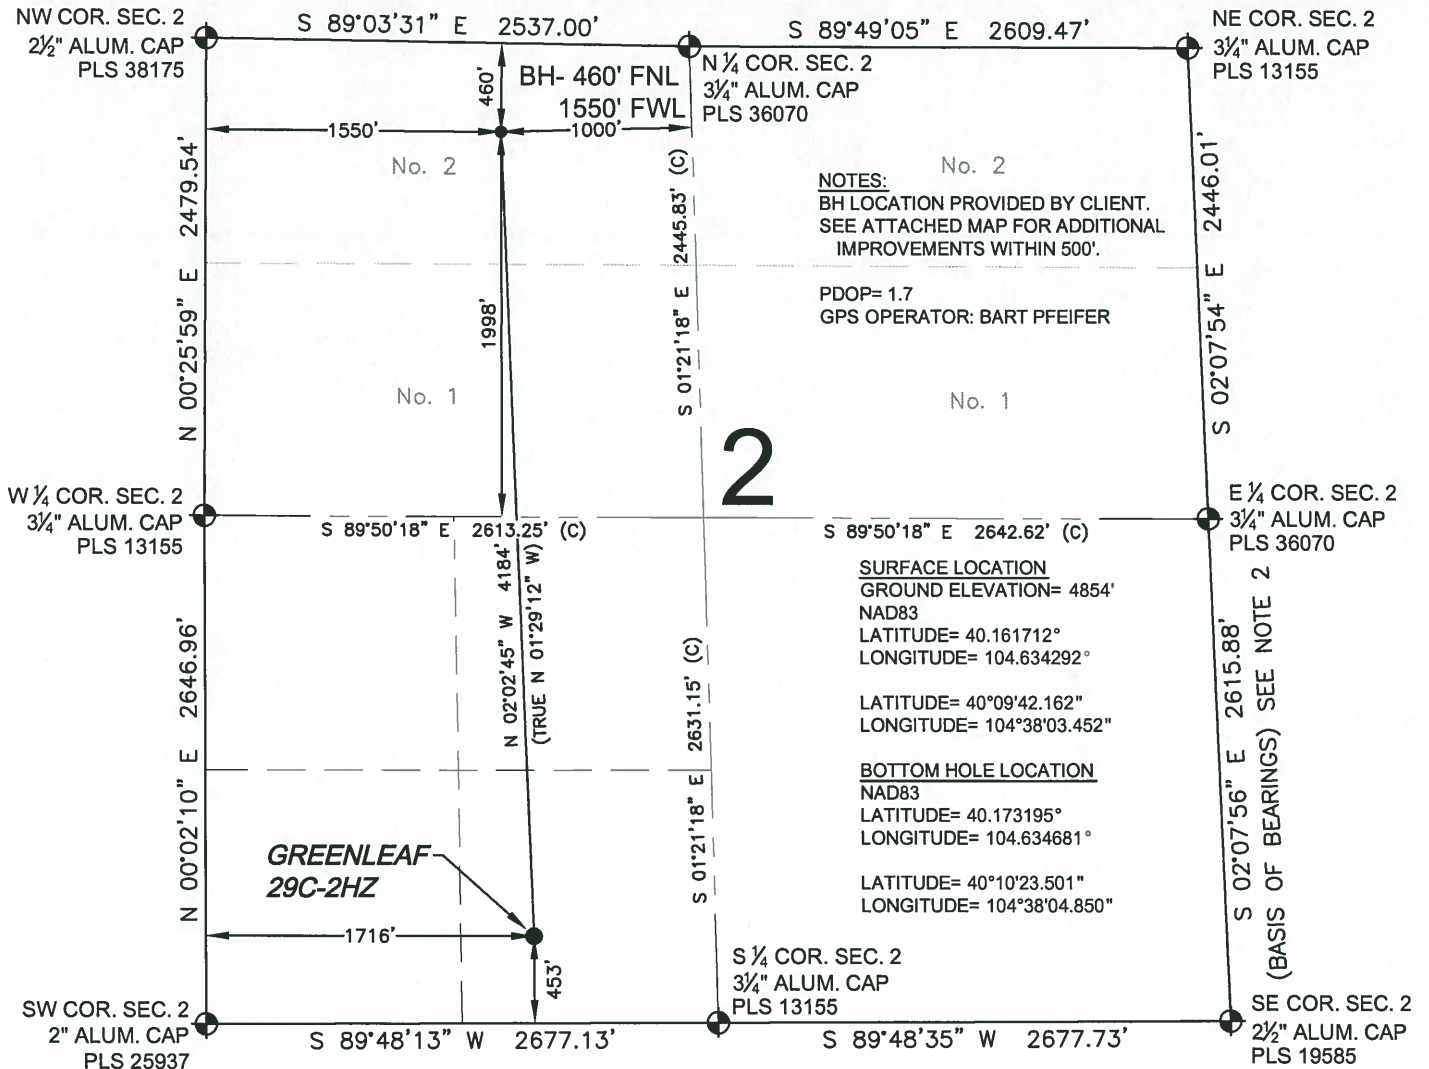 NW COR. SEC. 2
2½" ALUM. CAP
PLS 38175
S 89°03'31" E 2537.00'
S 89°49'05" E 2609.47'
NE COR. SEC. 2
3¼" ALUM. CAP
PLS 13155
N ¼ COR. SEC. 2
3¼" ALUM. CAP
PLS 36070
460'
BH- 460' FNL
1550' FWL
1550'
1000'
No. 2
No. 2
N 00°25'59" E 2479.54'
1998'
S 01°21'18" E 2445.83' (C)
NOTES:
BH LOCATION PROVIDED BY CLIENT.
SEE ATTACHED MAP FOR ADDITIONAL
IMPROVEMENTS WITHIN 500'.
PDOP= 1.7
GPS OPERATOR: BART PFEIFER
S 02°07'54" E 2446.01'
No. 1
No. 1
2
W ¼ COR. SEC. 2
3¼" ALUM. CAP
PLS 13155
S 89°50'18" E 2613.25' (C)
S 89°50'18" E 2642.62' (C)
E ¼ COR. SEC. 2
3¼" ALUM. CAP
PLS 36070
N 02°02'45" W 4184'
(TRUE N 01°29'12" W)
SURFACE LOCATION
GROUND ELEVATION= 4854'
NAD83
LATITUDE= 40.161712°
LONGITUDE= 104.634292°
LATITUDE= 40°09'42.162"
LONGITUDE= 104°38'03.452"
BOTTOM HOLE LOCATION
NAD83
LATITUDE= 40.173195°
LONGITUDE= 104.634681°
LATITUDE= 40°10'23.501"
LONGITUDE= 104°38'04.850"
N 00°02'10" E 2646.96'
S 01°21'18" E 2631.15' (C)
S 02°07'56" E 2615.88'
(BASIS OF BEARINGS) SEE NOTE 2
GREENLEAF
29C-2HZ
1716'
453'
SW COR. SEC. 2
2" ALUM. CAP
PLS 25937
S 89°48'13" W 2677.13'
S ¼ COR. SEC. 2
3¼" ALUM. CAP
PLS 13155
S 89°48'35" W 2677.73'
SE COR. SEC. 2
2½" ALUM. CAP
PLS 19585